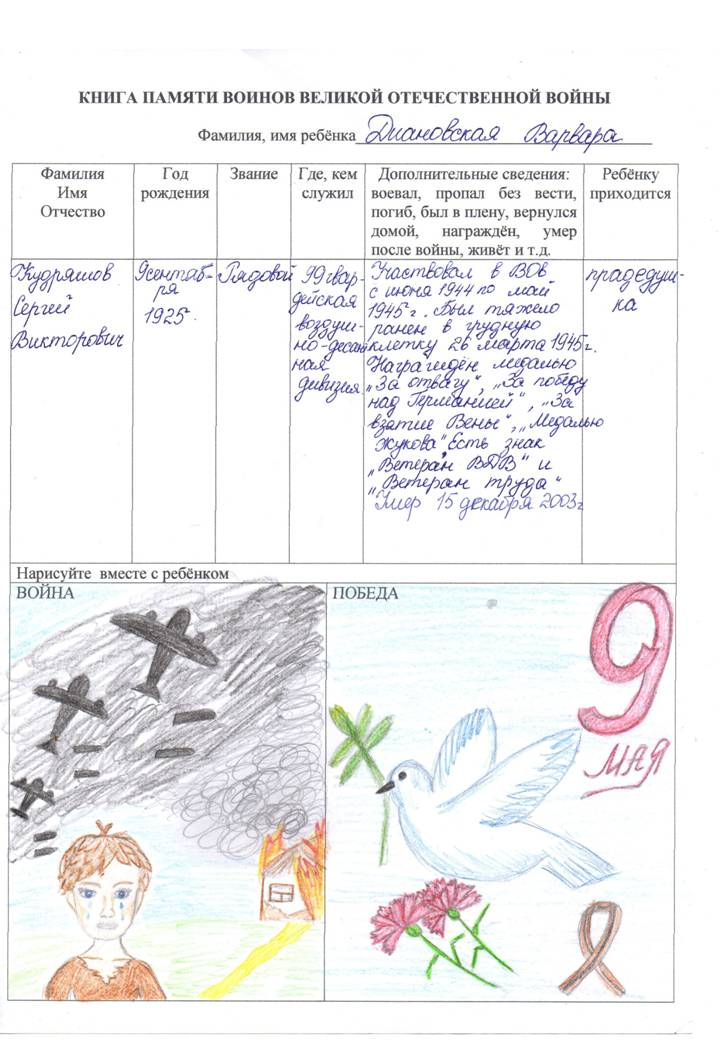 КНИГА ПАМЯТИ ВОИНОВ ВЕЛИКОЙ ОТЕЧЕСТВЕННОЙ ВОЙНЫ
Фамилия, имя ребёнка Диановская Варвара
Фамилия
Имя
Отчество
Год
рождения
Звание
Где, кем
служил
Дополнительные сведения:
воевал, пропал без вести,
погиб, был в плену, вернулся
домой, награждён, умер
после войны, живёт и т.д.
Ребёнку
приходится
Кудряшов
Сергей
Викторович
9сентяб-
ря
1925.
Рядовой
99 гвар-
дейская
воздуш-
но-десант
ная
дивизия
Участвовал в ВОв
с июня 1944 по май
1945 г. Был тяжело
ранен в грудную
клетку 26 марта 1945г.
Награждён медалью
„За отвагу", „За победу
над Германией", „За
взятие Вены", „Медалью
Жукова". Есть знак
„Ветеран ВДВ" и
„Ветеран труда"
Умер 15 декабря 2003г
прадедуш-
ка
Нарисуйте вместе с ребёнком
ВОЙНА
ПОБЕДА
9
МАЯ